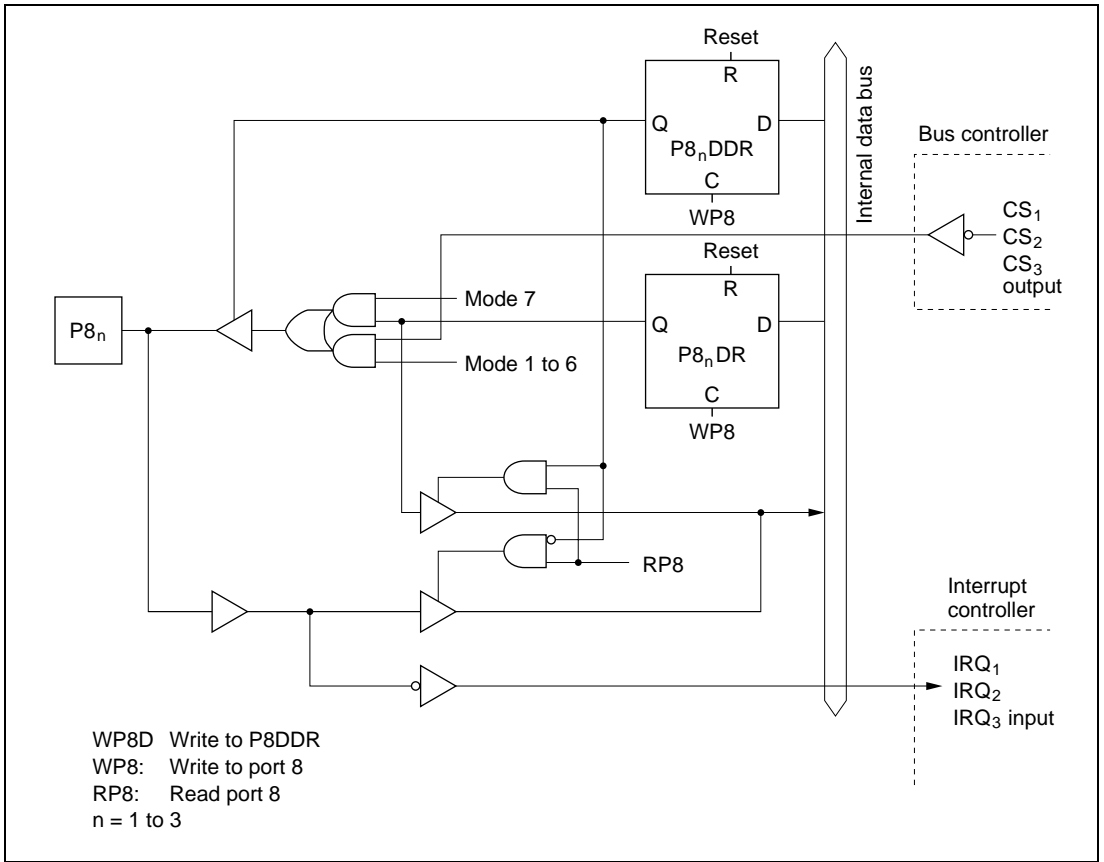 Reset
R
Q D
P8nDDR
C
WP8
Internal data bus
Bus controller
CS1
CS2
CS3
output
Reset
R
Q D
P8nDR
C
WP8
Mode 7
P8n
Mode 1 to 6
RP8
Interrupt
controller
IRQ1
IRQ2
IRQ3 input
WP8D Write to P8DDR
WP8: Write to port 8
RP8: Read port 8
n = 1 to 3